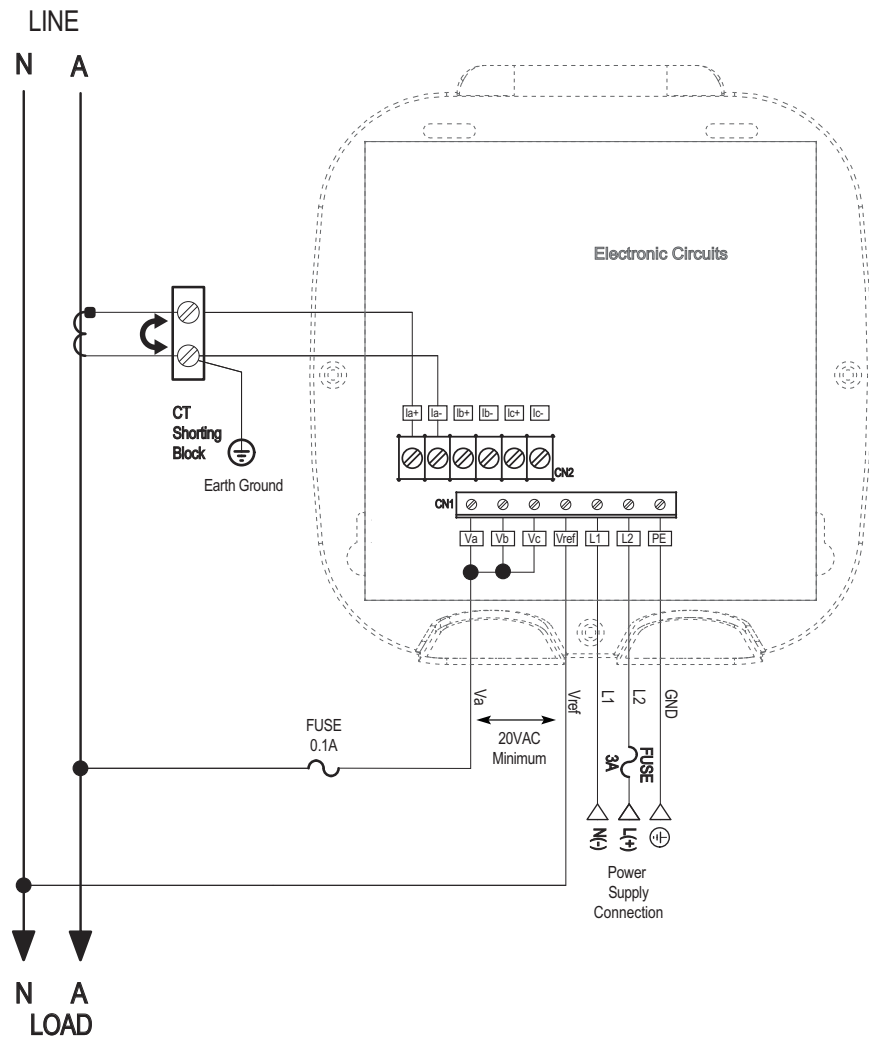 LINE
N A
Electronic Circuits
CT
Shorting
Block
Earth Ground
Ia+ Ia- Ib+ Ib- Ic+ Ic-
CN2
CN1
Va Vb Vc Vref L1 L2 PE
Va
Vref
L1
L2
GND
20VAC
Minimum
FUSE
0.1A
FUSE
3A
N(-)
L(+)
Power
Supply
Connection
N A
LOAD